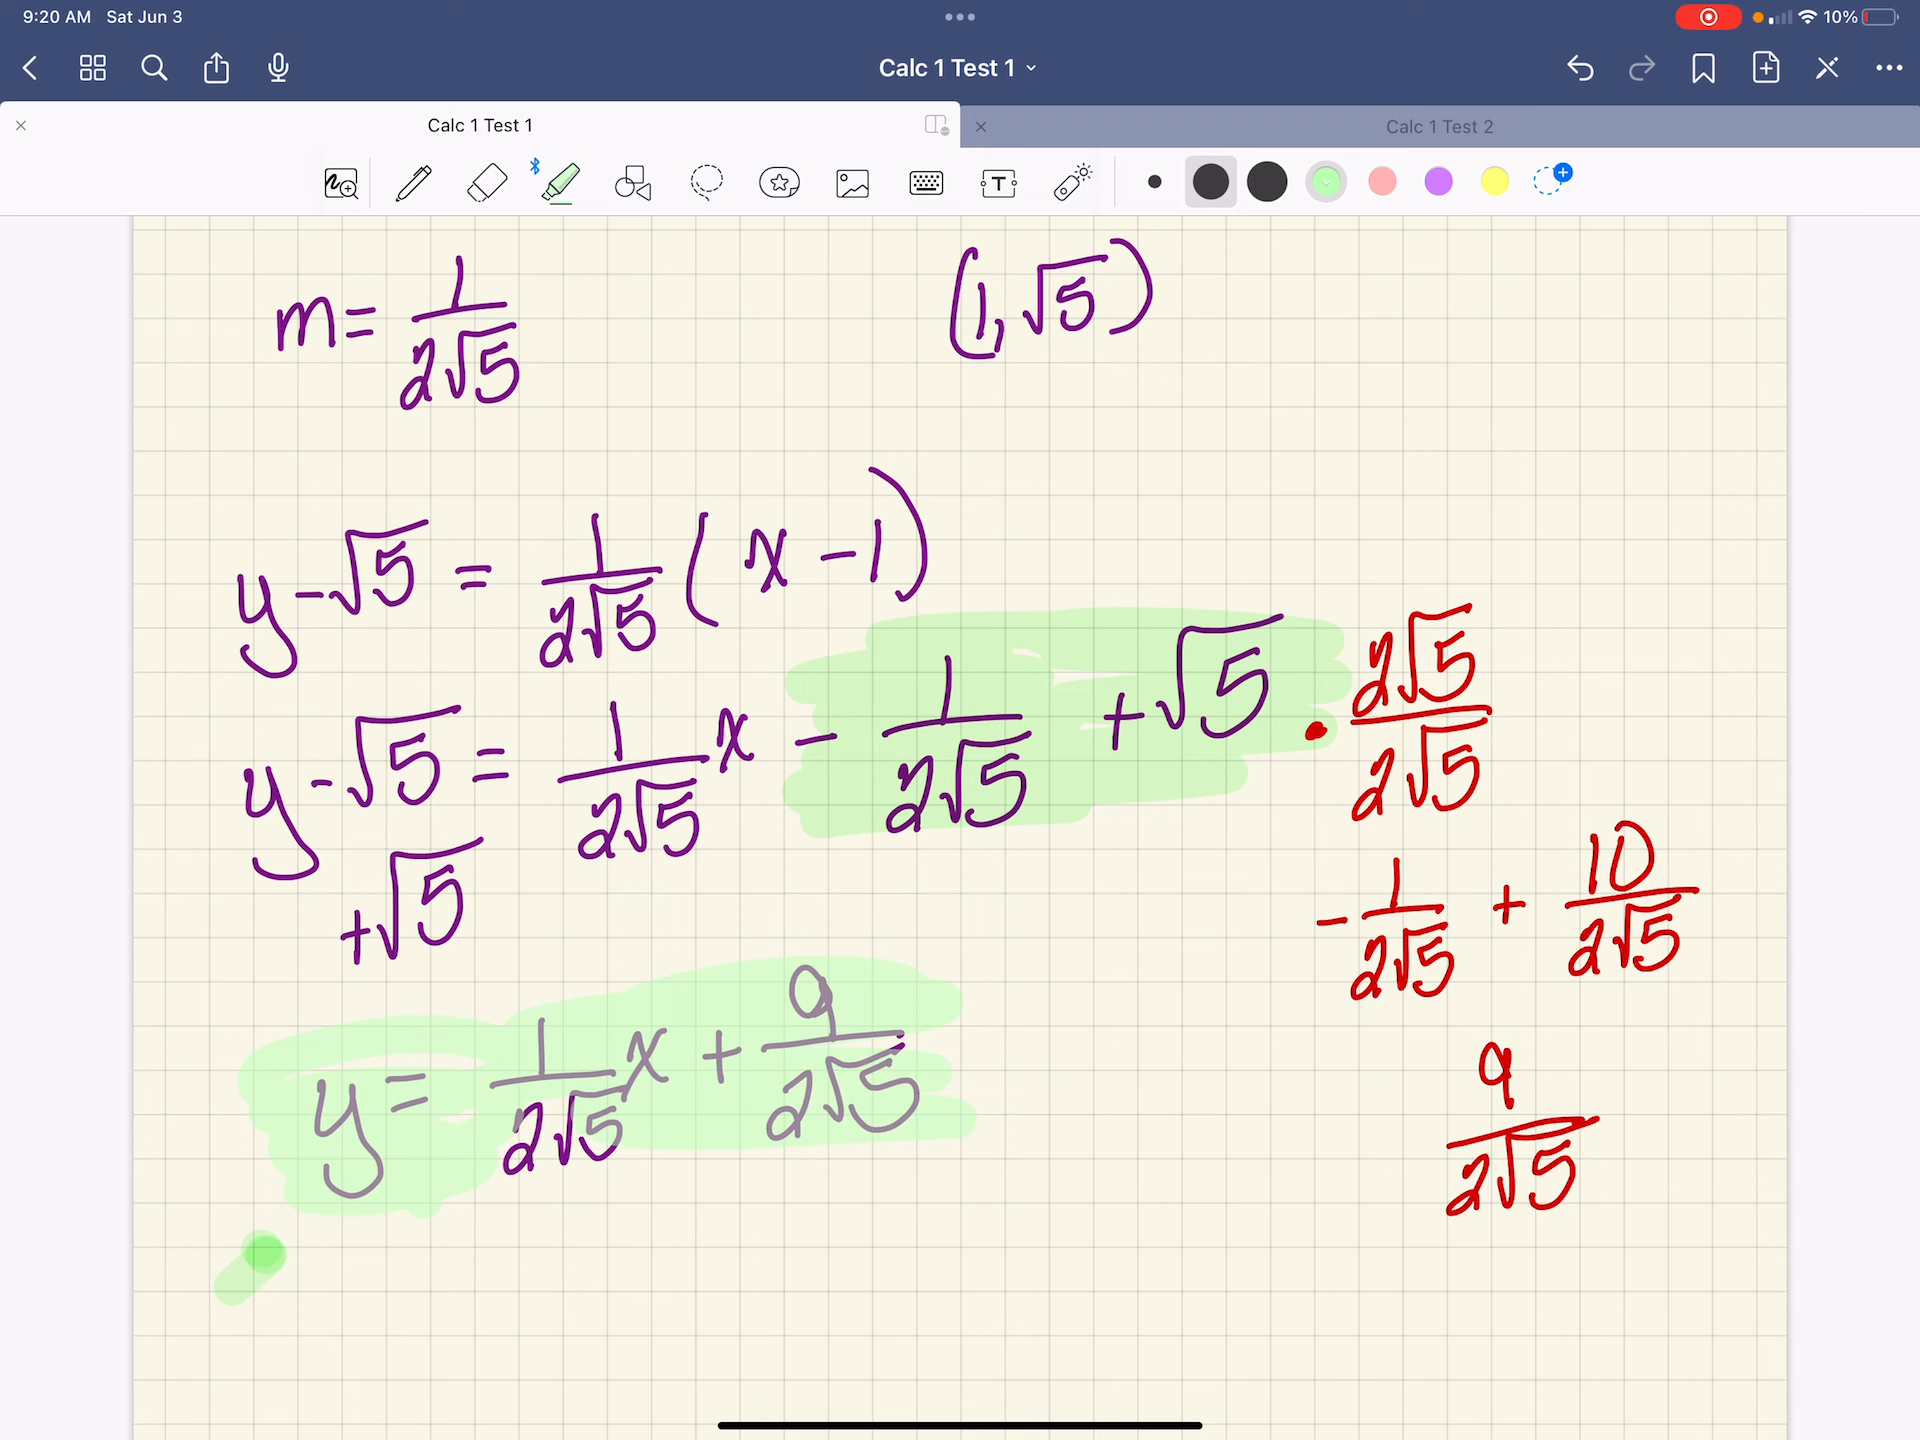 9:20 AM Sat Jun 3
10%
Calc 1 Test 1
Calc 1 Test 1
Calc 1 Test 2
T
m = 1/(2√5) (1, √5)
y - √5 = 1/(2√5) (x - 1)
y - √5 = 1/(2√5) x - 1/(2√5) + √5 · 2√5/(2√5)
+√5
- 1/(2√5) + 10/(2√5)
y = 1/(2√5) x + 9/(2√5)
9/(2√5)